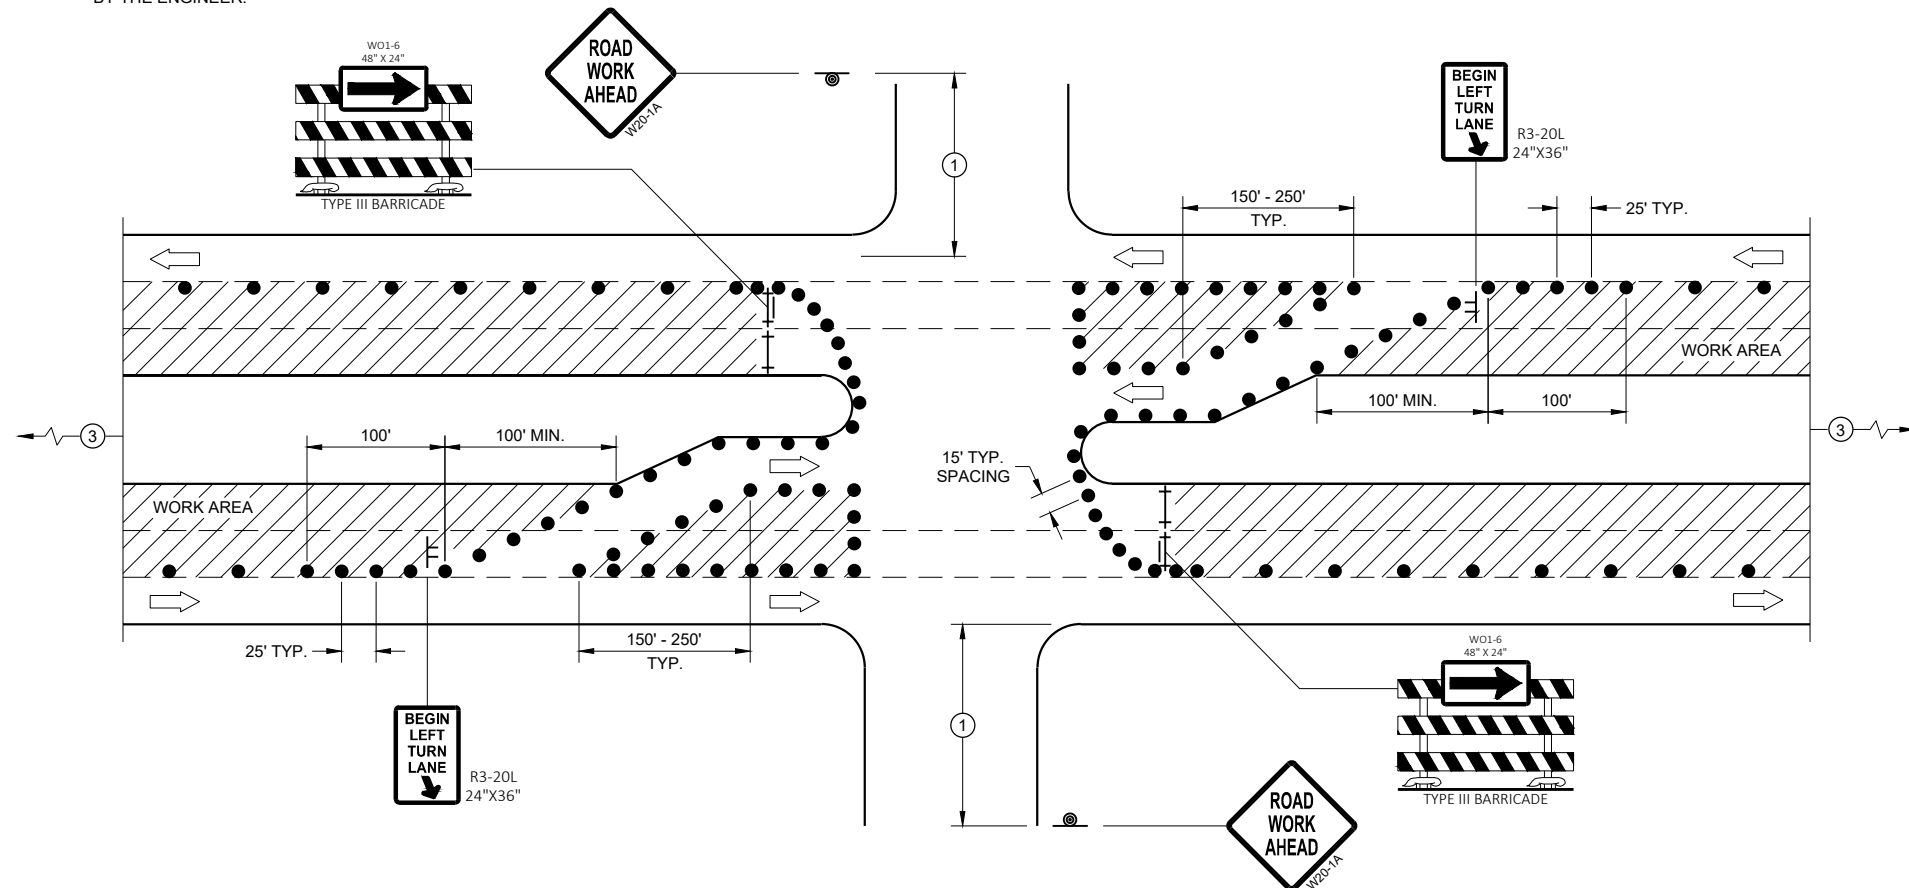 BY THE ENGINEER.
WO1-6
48" X 24"
TYPE III BARRICADE
ROAD
WORK
AHEAD
W20-1A
1
BEGIN
LEFT
TURN
LANE
R3-20L
24"X36"
150' - 250'
TYP.
25' TYP.
WORK AREA
100' MIN.
100'
3
3
100'
100' MIN.
15' TYP.
SPACING
WORK AREA
25' TYP.
150' - 250'
TYP.
1
BEGIN
LEFT
TURN
LANE
R3-20L
24"X36"
WO1-6
48" X 24"
TYPE III BARRICADE
ROAD
WORK
AHEAD
W20-1A